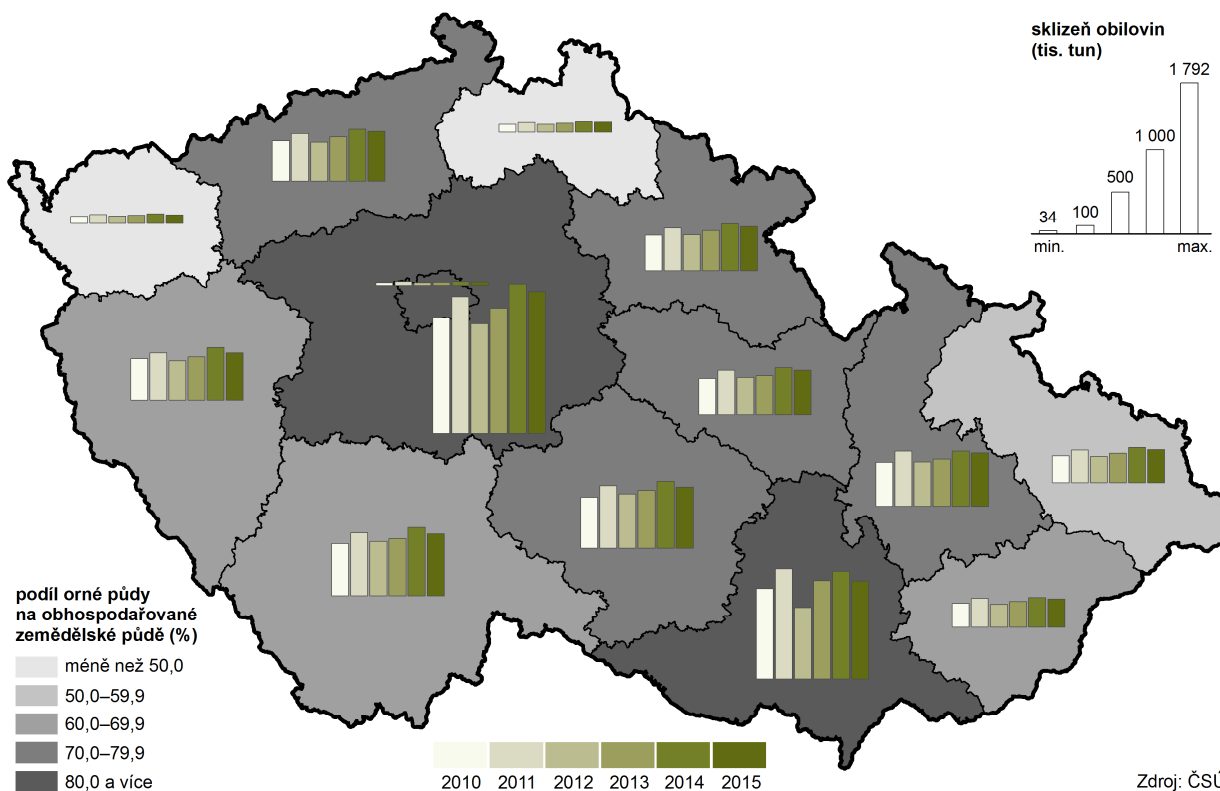 sklizeň obilovin
(tis. tun)
1 792
1 000
500
100
34
min.
max.
podíl orné půdy
na obhospodařované
zemědělské půdě (%)
méně než 50,0
50,0–59,9
60,0–69,9
70,0–79,9
80,0 a více
2010 2011 2012 2013 2014 2015
Zdroj: ČSÚ